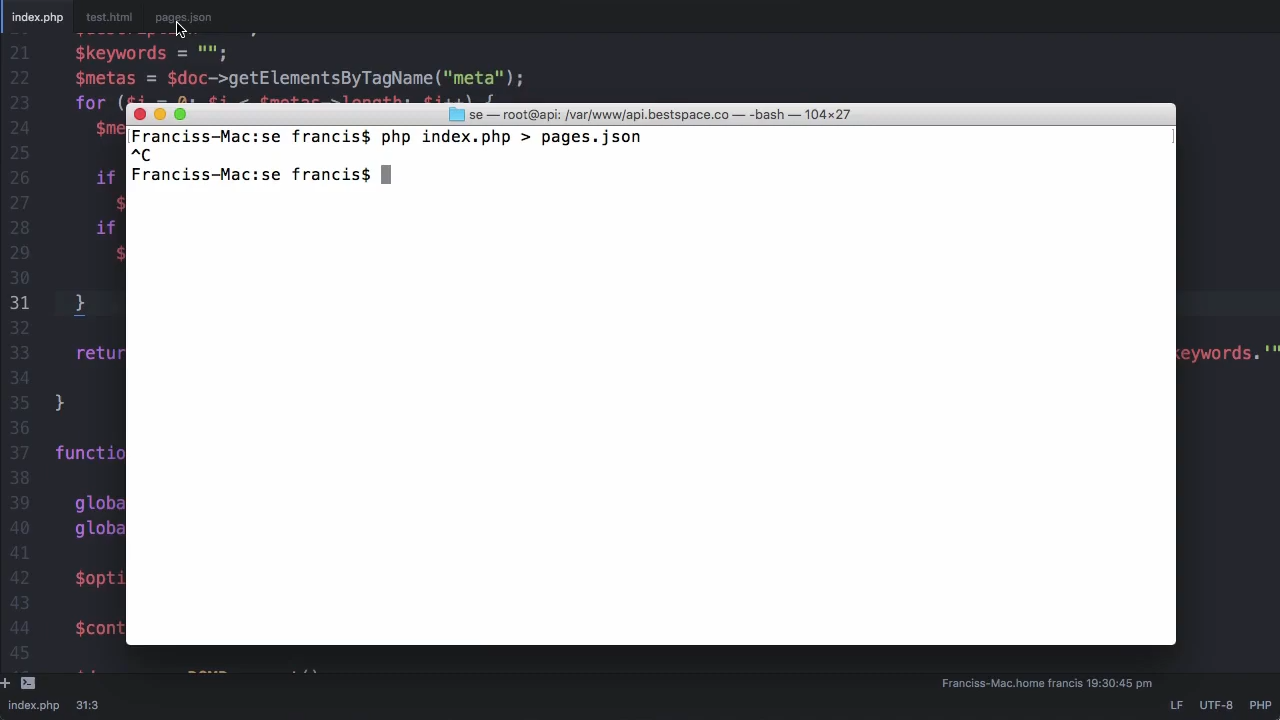 index.php test.html pages.json
21 $keywords = "";
22 $metas = $doc->getElementsByTagName("meta");
23 for ($i = 0; $i < $metas->length; $i++) {
24 $me
25
26 if
27 $
28 if
29 $
30
31 }
32
33 retur keywords.'"
34
35 }
36
37 functio
38
39 globa
40 globa
41
42 $opti
43
44 $cont
45
se — root@api: /var/www/api.bestspace.co — -bash — 104×27
Franciss-Mac:se francis$ php index.php > pages.json
^C
Franciss-Mac:se francis$
Franciss-Mac.home francis 19:30:45 pm
index.php 31:3 LF UTF-8 PHP